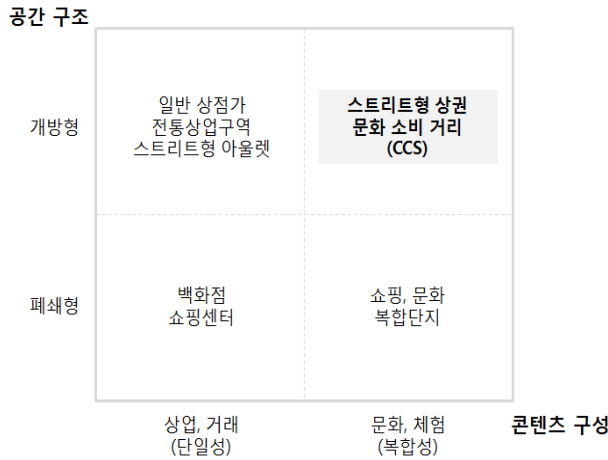 공간 구조
개방형
일반 상점가
전통상업구역
스트리트형 아울렛
스트리트형 상권
문화 소비 거리
(CCS)
폐쇄형
백화점
쇼핑센터
쇼핑, 문화
복합단지
상업, 거래
(단일성)
문화, 체험
(복합성)
콘텐츠 구성